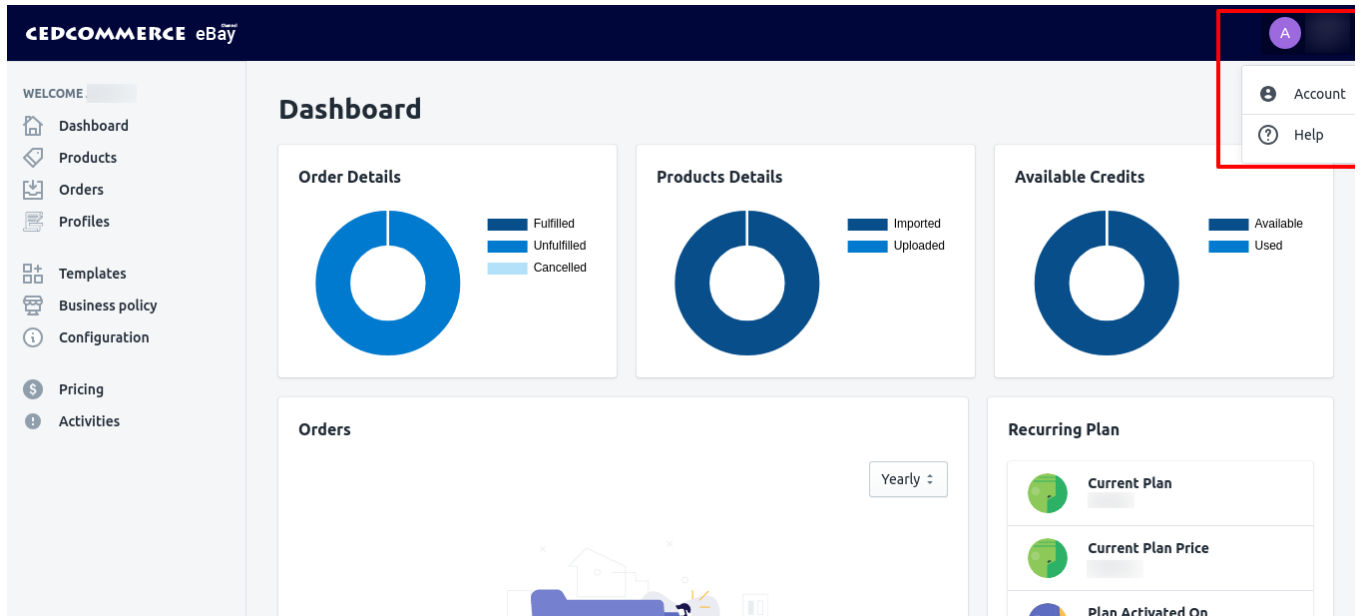 CEDCOMMERCE eBay Channel
A
WELCOME
Dashboard
Products
Orders
Profiles
Templates
Business policy
Configuration
Pricing
Activities
Account
Help
Dashboard
Order Details
Fulfilled
Unfulfilled
Cancelled
Products Details
Imported
Uploaded
Available Credits
Available
Used
Orders
Yearly
Recurring Plan
Current Plan
Current Plan Price
Plan Activated On